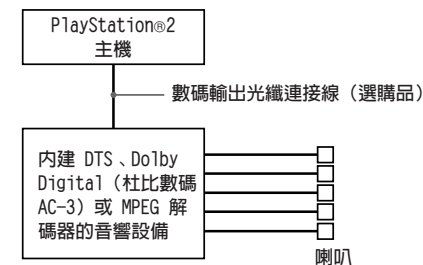 PlayStation®2
主機
數碼輸出光纖連接線（選購品）
內建 DTS、Dolby
Digital（杜比數碼
AC-3）或 MPEG 解
碼器的音響設備
喇叭